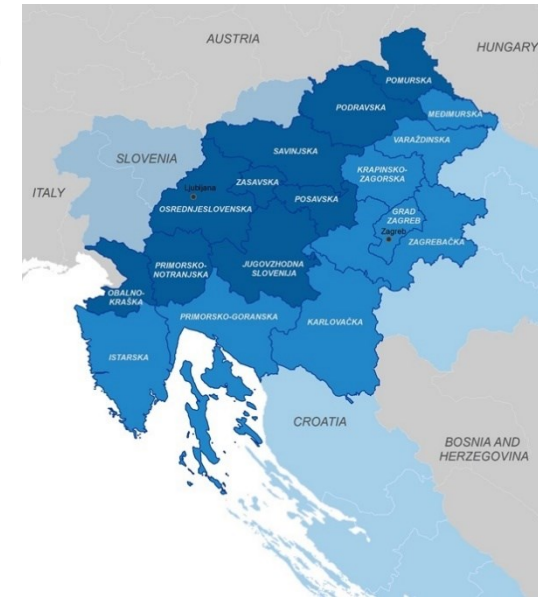 AUSTRIA
HUNGARY
POMURSKA
PODRAVSKA
MEĐIMURSKA
VARAŽDINSKA
SAVINJSKA
SLOVENIA
KRAPINSKO-
ZAGORSKA
ZASAVSKA
ITALY
Ljubljana
POSAVSKA
OSREDNJESLOVENSKA
GRAD
ZAGREB
Zagreb
ZAGREBAČKA
PRIMORSKO-
NOTRANJSKA
JUGOVZHODNA
SLOVENIJA
OBALNO-
KRAŠKA
PRIMORSKO-GORANSKA
KARLOVAČKA
ISTARSKA
CROATIA
BOSNIA AND
HERZEGOVINA